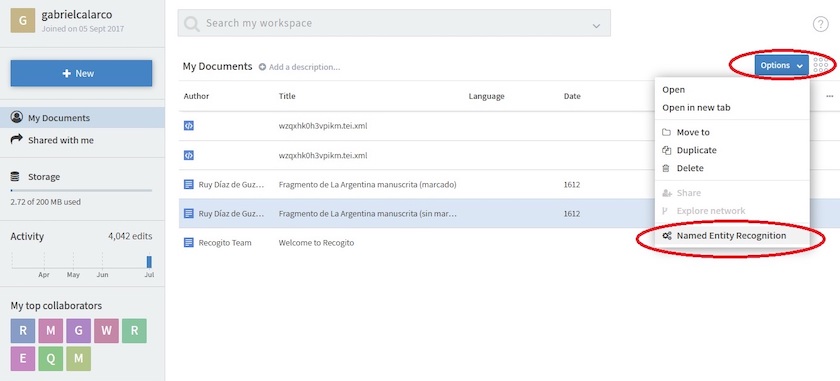 G
gabrielcalarco
Joined on 05 Sept 2017
+ New
My Documents
Shared with me
Storage
2.72 of 200 MB used
Activity 4,042 edits
Apr May Jun Jul
My top collaborators
R M G W R
E Q M
Search my workspace
?
My Documents Add a description...
Options
Author Title Language Date ...
wzqxhk0h3vpikm.tei.xml
wzqxhk0h3vpikm.tei.xml
Ruy Díaz de Guz... Fragmento de La Argentina manuscrita (marcado) 1612
Ruy Díaz de Guz... Fragmento de La Argentina manuscrita (sin mar... 1612
Recogito Team Welcome to Recogito
Open
Open in new tab
Move to
Duplicate
Delete
Share
Explore network
Named Entity Recognition